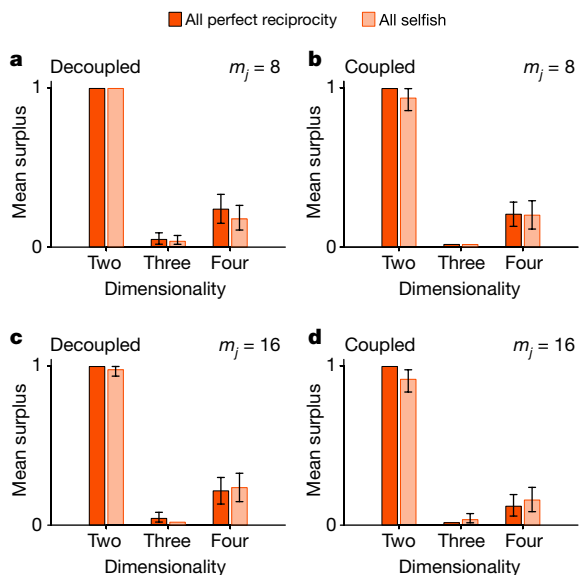 All perfect reciprocity All selfish
a Decoupled m_j = 8
1
Mean surplus
0
Two Three Four
Dimensionality
b Coupled m_j = 8
1
Mean surplus
0
Two Three Four
Dimensionality
c Decoupled m_j = 16
1
Mean surplus
0
Two Three Four
Dimensionality
d Coupled m_j = 16
1
Mean surplus
0
Two Three Four
Dimensionality